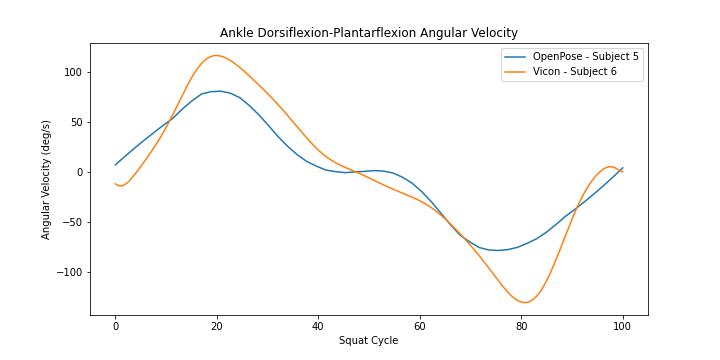 Ankle Dorsiflexion-Plantarflexion Angular Velocity
OpenPose - Subject 5
Vicon - Subject 6
Angular Velocity (deg/s)
100
50
0
−50
−100
0
20
40
60
80
100
Squat Cycle